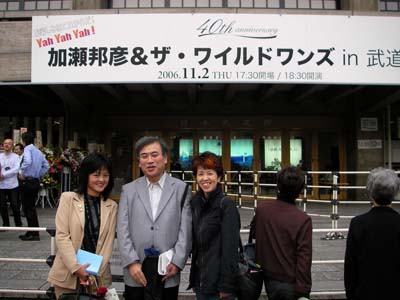 40th anniversary
Yah Yah Yah!
加瀬邦彦&ザ・ワイルドワンズ in 武道
2006.11.2 THU 17:30開場 / 18:30開演